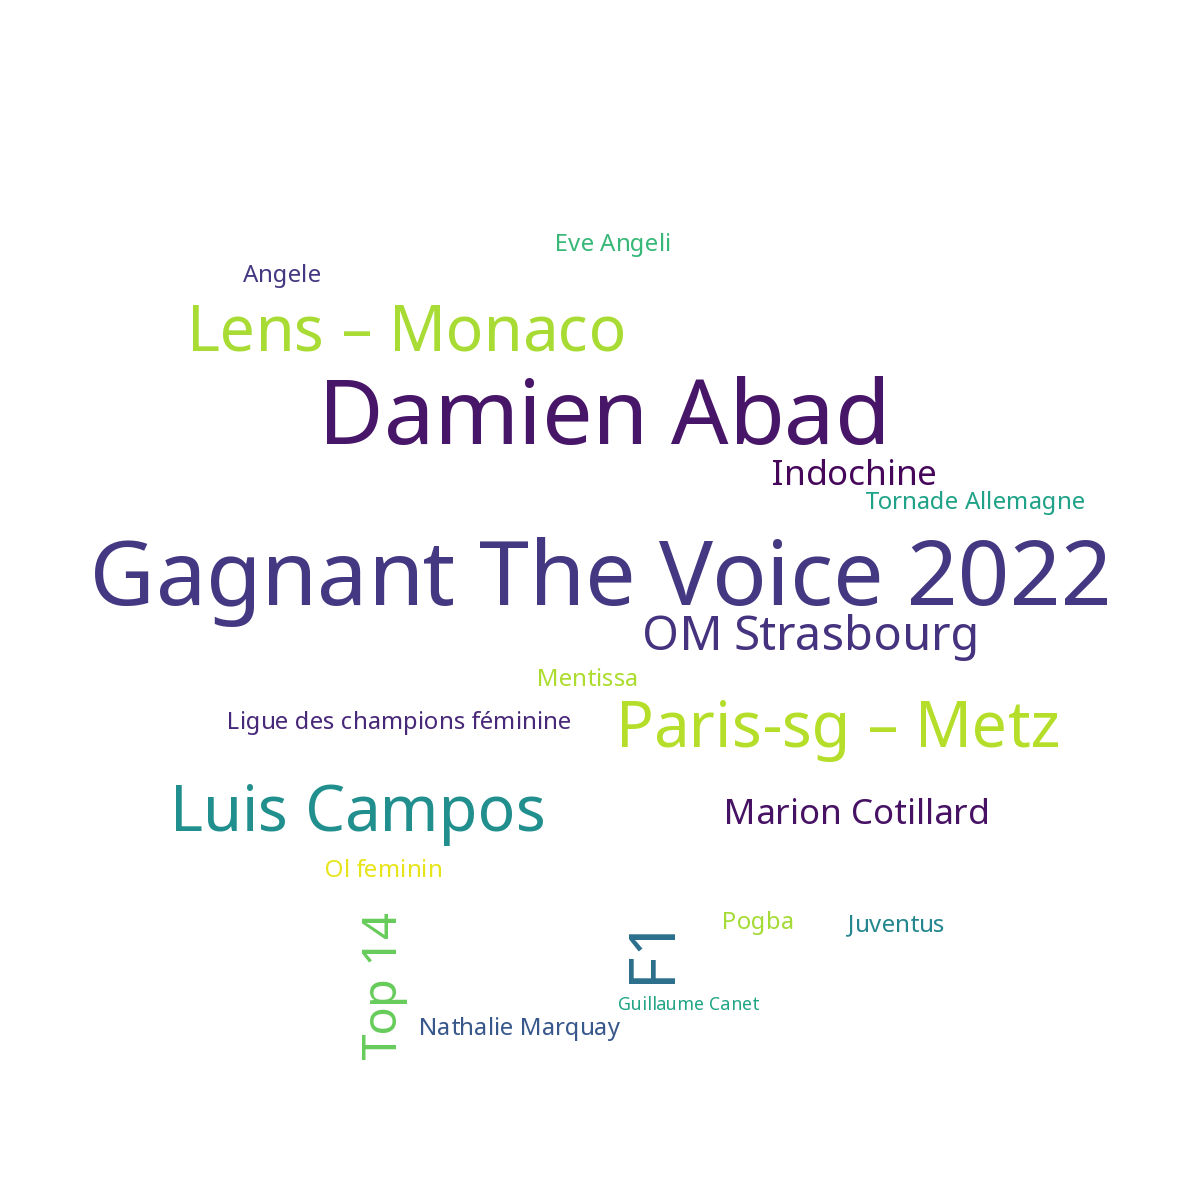 Eve Angeli
Angele
Lens – Monaco
Damien Abad
Indochine
Tornade Allemagne
Gagnant The Voice 2022
OM Strasbourg
Mentissa
Ligue des champions féminine
Paris-sg – Metz
Luis Campos
Marion Cotillard
Ol feminin
Top 14
F1
Pogba
Juventus
Guillaume Canet
Nathalie Marquay